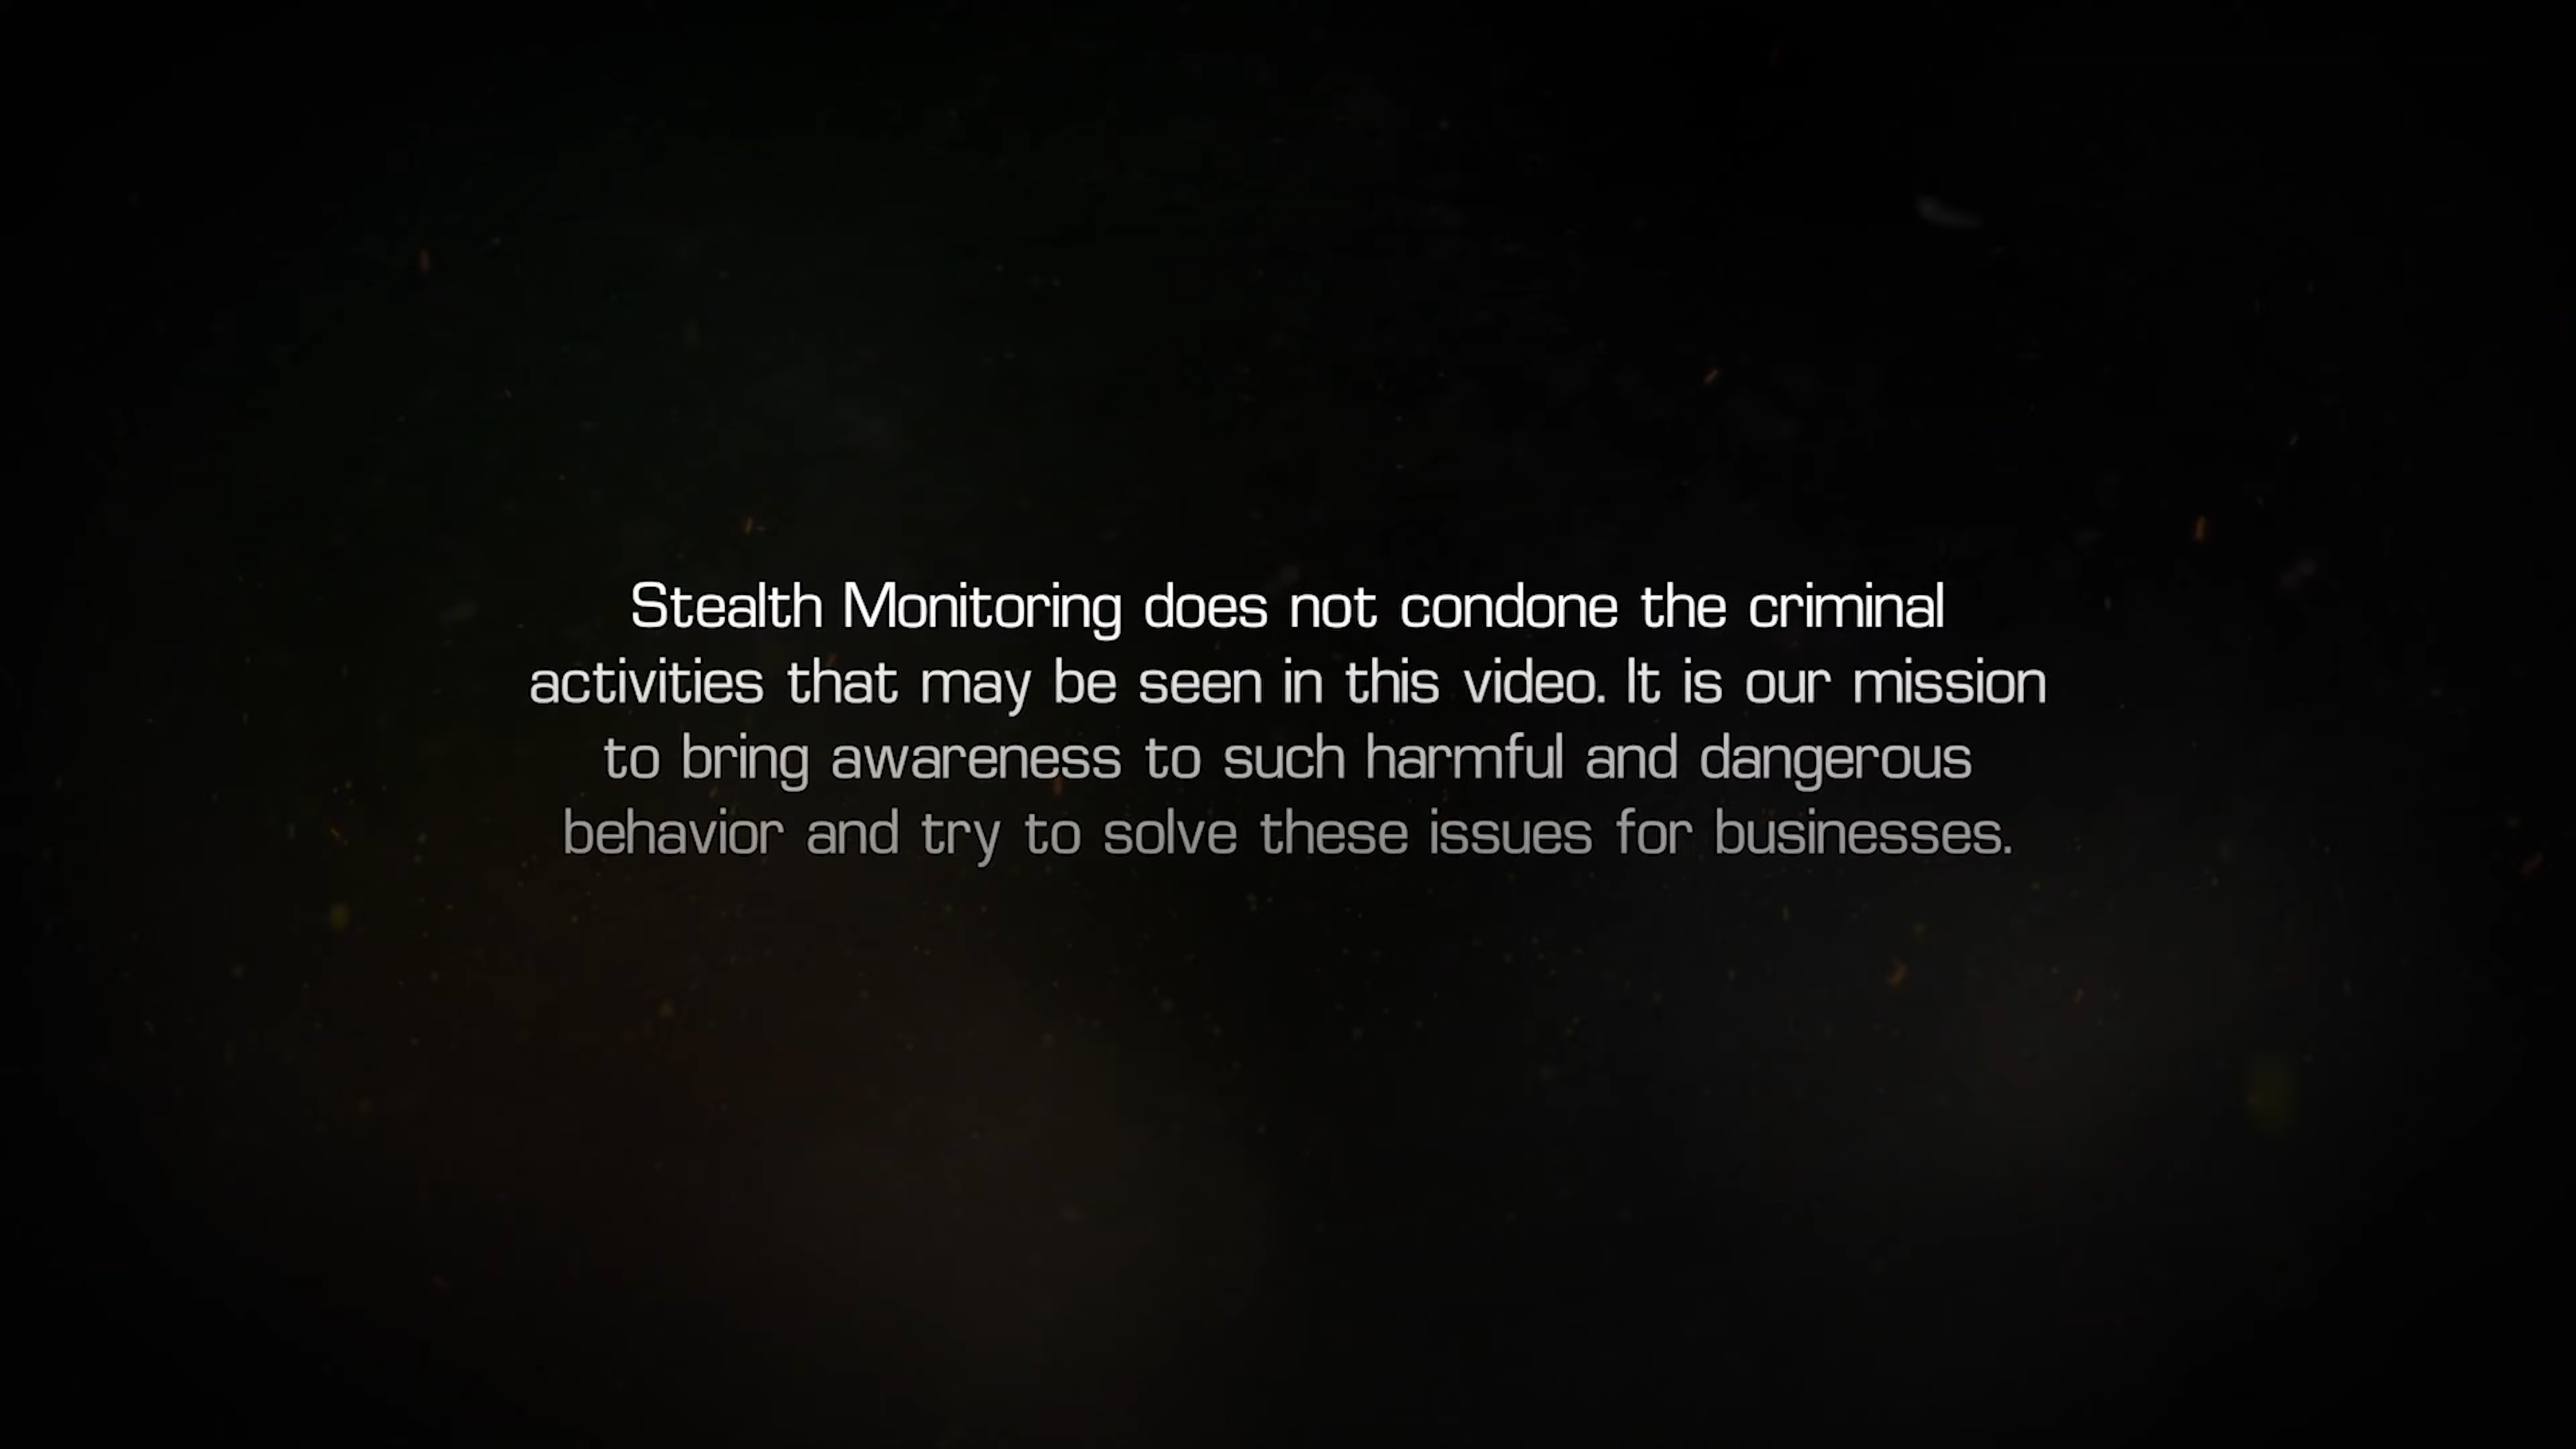 Stealth Monitoring does not condone the criminal
activities that may be seen in this video. It is our mission
to bring awareness to such harmful and dangerous
behavior and try to solve these issues for businesses.